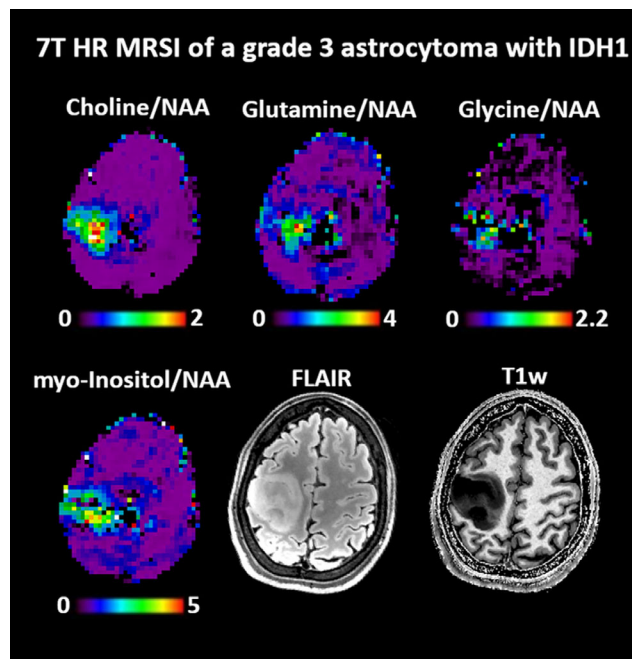 7T HR MRSI of a grade 3 astrocytoma with IDH1
Choline/NAA Glutamine/NAA Glycine/NAA
0 2 0 4 0 2.2
myo-Inositol/NAA FLAIR T1w
0 5